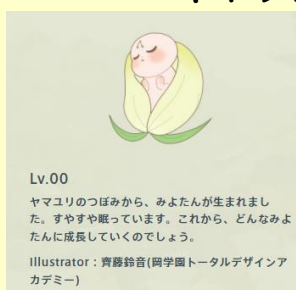 Lv.00
ヤマユリのつぼみから、みよたんが生まれまし
た。すやすや眠っています。これから、どんなみよ
たんに成長していくのでしょう。
Illustrator：齊藤鈴音(岡学園トータルデザインア
カデミー)